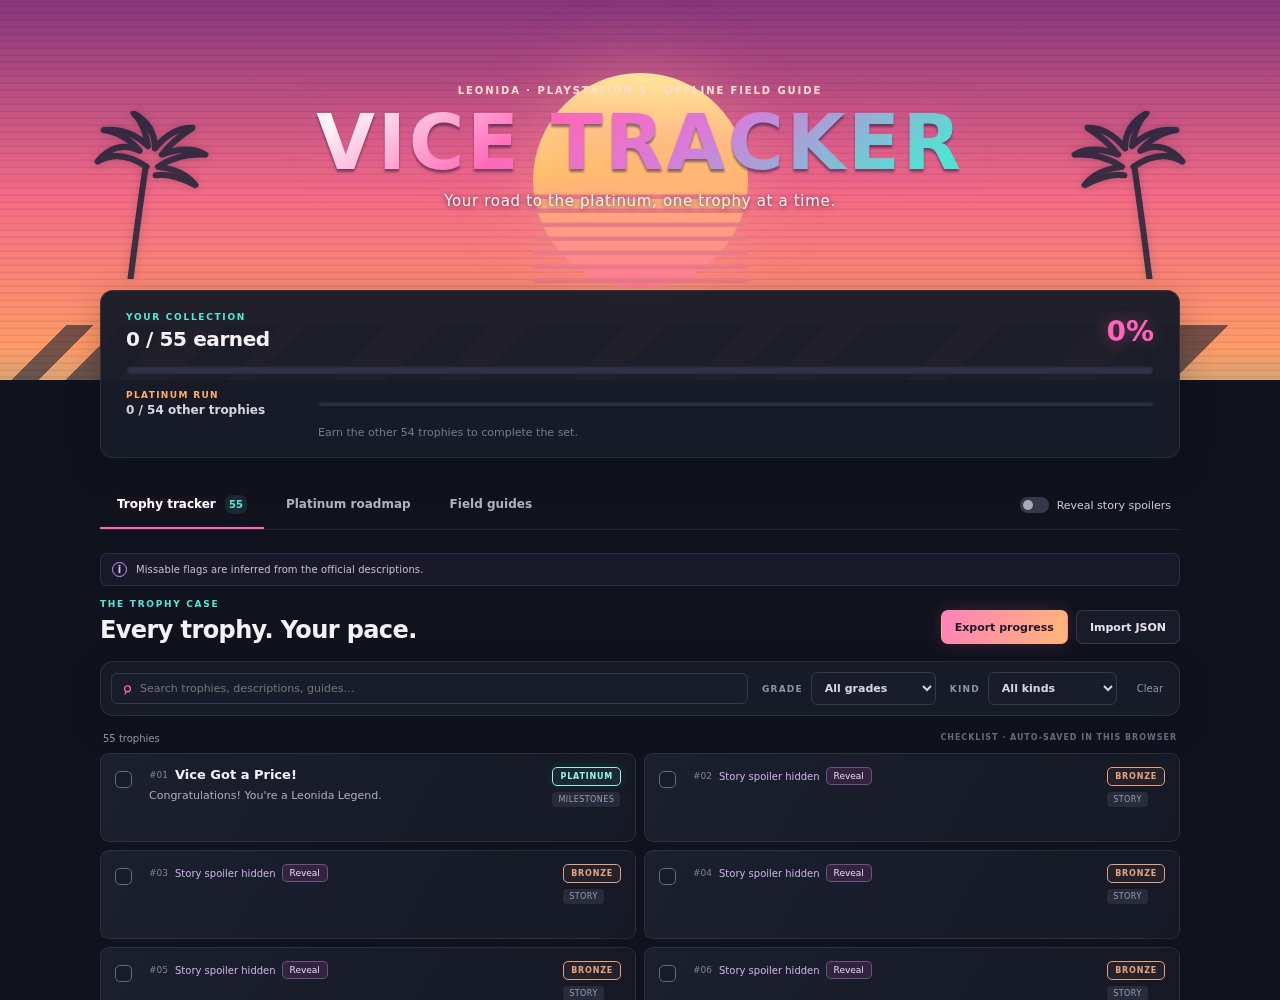 LEONIDA · PLAYSTATION 5 · OFFLINE FIELD GUIDE
VICE TRACKER
Your road to the platinum, one trophy at a time.
YOUR COLLECTION
0 / 55 earned
0%
PLATINUM RUN
0 / 54 other trophies
Earn the other 54 trophies to complete the set.
Trophy tracker 55
Platinum roadmap
Field guides
Reveal story spoilers
i Missable flags are inferred from the official descriptions.
THE TROPHY CASE
Every trophy. Your pace.
Export progress
Import JSON
Search trophies, descriptions, guides...
GRADE All grades
KIND All kinds
Clear
55 trophies
CHECKLIST · AUTO-SAVED IN THIS BROWSER
#01 Vice Got a Price!
Congratulations! You're a Leonida Legend.
PLATINUM
MILESTONES
#02 Story spoiler hidden Reveal
BRONZE
STORY
#03 Story spoiler hidden Reveal
BRONZE
STORY
#04 Story spoiler hidden Reveal
BRONZE
STORY
#05 Story spoiler hidden Reveal
BRONZE
STORY
#06 Story spoiler hidden Reveal
BRONZE
STORY